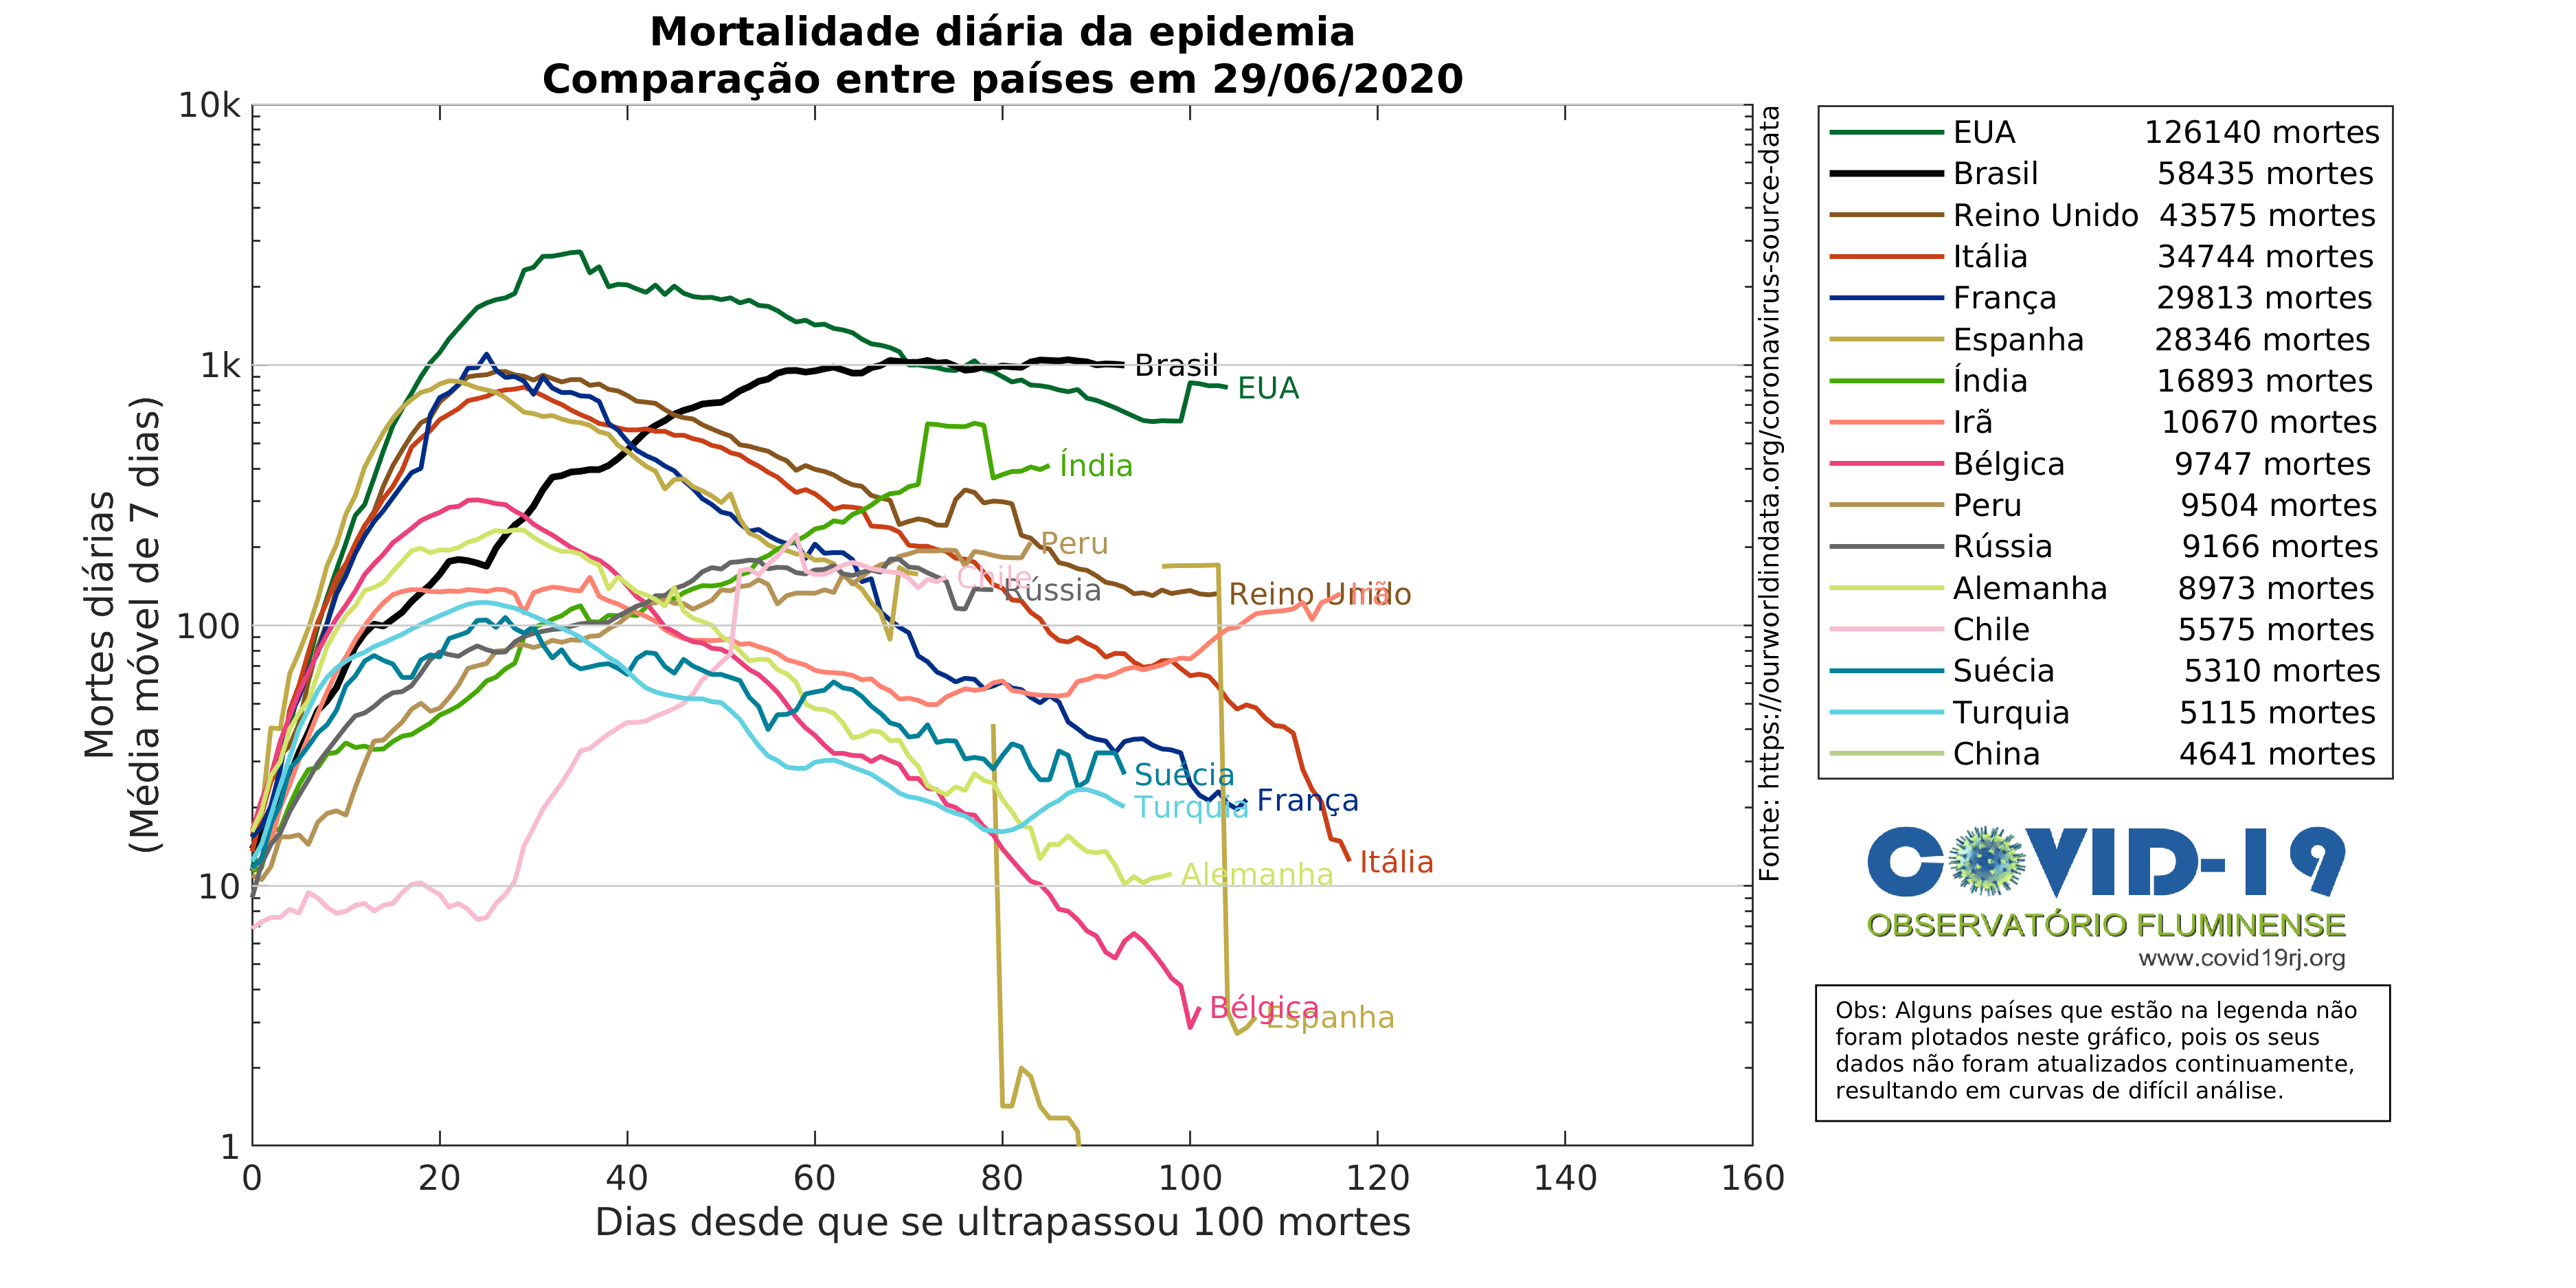 Mortalidade diária da epidemia
Comparação entre países em 29/06/2020
Mortes diárias
(Média móvel de 7 dias)
10k
1k
100
10
1
0 20 40 60 80 100 120 140 160
Dias desde que se ultrapassou 100 mortes
Brasil
EUA
Índia
Peru
Chile
Rússia
Reino Unido
Irã
Suécia
Turquia
França
Itália
Alemanha
Bélgica
Espanha
Fonte: https://ourworldindata.org/coronavirus-source-data
EUA 126140 mortes
Brasil 58435 mortes
Reino Unido 43575 mortes
Itália 34744 mortes
França 29813 mortes
Espanha 28346 mortes
Índia 16893 mortes
Irã 10670 mortes
Bélgica 9747 mortes
Peru 9504 mortes
Rússia 9166 mortes
Alemanha 8973 mortes
Chile 5575 mortes
Suécia 5310 mortes
Turquia 5115 mortes
China 4641 mortes
COVID-19
OBSERVATÓRIO FLUMINENSE
www.covid19rj.org
Obs: Alguns países que estão na legenda não
foram plotados neste gráfico, pois os seus
dados não foram atualizados continuamente,
resultando em curvas de difícil análise.